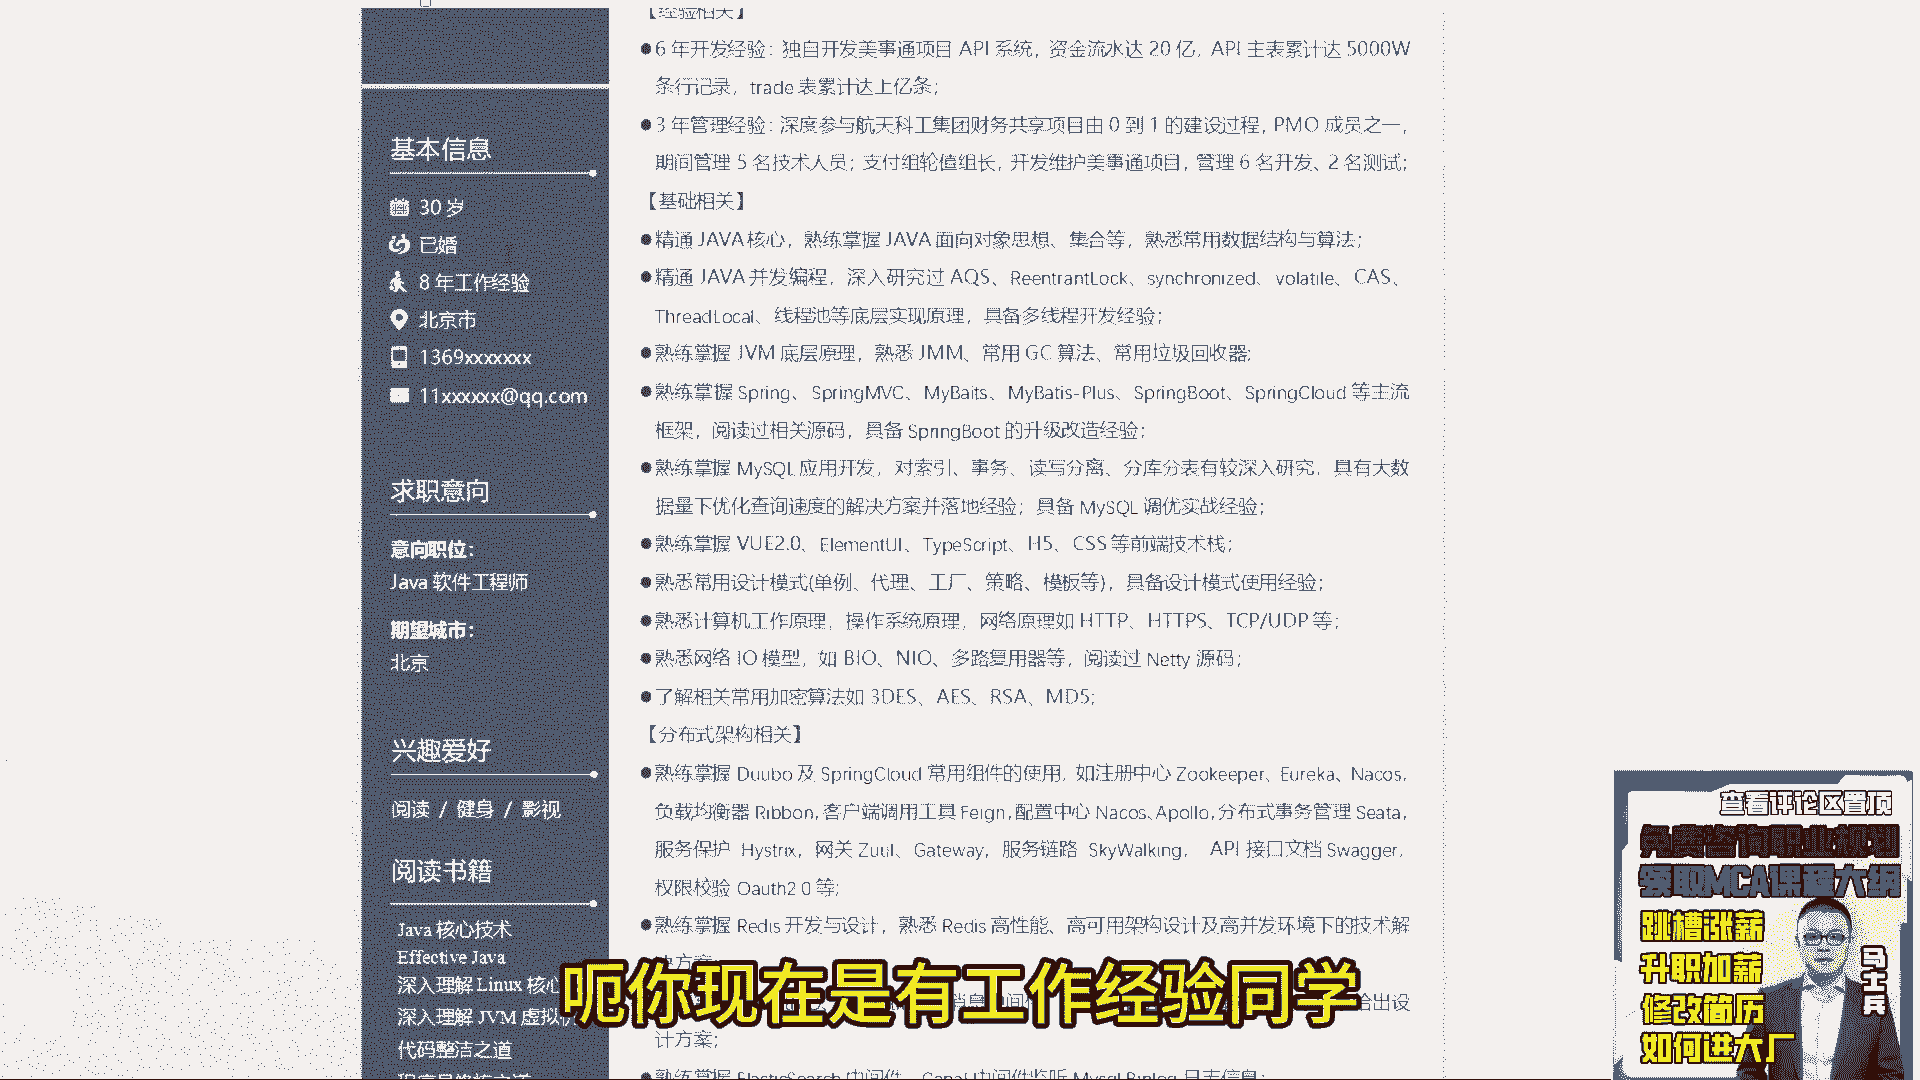 基本信息
30 岁
已婚
8 年工作经验
北京市
1369xxxxxxx
11xxxxxx@qq.com
求职意向
意向职位：
Java 软件工程师
期望城市：
北京
兴趣爱好
阅读 / 健身 / 影视
阅读书籍
Java 核心技术
Effective Java
深入理解 Linux 核心
深入理解 JVM 虚拟机
代码整洁之道
【经验相关】
●6 年开发经验：独自开发美事通项目 API 系统，资金流水达 20 亿，API 主表累计达 5000W
条行记录，trade 表累计达上亿条；
●3 年管理经验：深度参与航天科工集团财务共享项目由 0 到 1 的建设过程，PMO 成员之一，
期间管理 5 名技术人员；支付组轮值组长，开发维护美事通项目，管理 6 名开发、2 名测试；
【基础相关】
●精通 JAVA 核心，熟练掌握 JAVA 面向对象思想、集合等，熟悉常用数据结构与算法；
●精通 JAVA 并发编程，深入研究过 AQS、ReentrantLock、synchronized、volatile、CAS、
ThreadLocal、线程池等底层实现原理，具备多线程开发经验；
●熟练掌握 JVM 底层原理，熟悉 JMM、常用 GC 算法、常用垃圾回收器；
●熟练掌握 Spring、SpringMVC、MyBaits、MyBatis-Plus、SpringBoot、SpringCloud 等主流
框架，阅读过相关源码，具备 SpringBoot 的升级改造经验；
●熟练掌握 MySQL 应用开发，对索引、事务、读写分离、分库分表有较深入研究，具有大数
据量下优化查询速度的解决方案并落地经验；具备 MySQL 调优实战经验；
●熟练掌握 VUE2.0、ElementUI、TypeScript、H5、CSS 等前端技术栈；
●熟悉常用设计模式(单例、代理、工厂、策略、模板等)，具备设计模式使用经验；
●熟悉计算机工作原理，操作系统原理，网络原理如 HTTP、HTTPS、TCP/UDP 等；
●熟悉网络 IO 模型，如 BIO、NIO、多路复用器等，阅读过 Netty 源码；
●了解相关常用加密算法如 3DES、AES、RSA、MD5；
【分布式架构相关】
●熟练掌握 Duubo 及 SpringCloud 常用组件的使用，如注册中心 Zookeeper、Eureka、Nacos，
负载均衡器 Ribbon,客户端调用工具 Feign,配置中心 Nacos、Apollo,分布式事务管理 Seata，
服务保护 Hystrix，网关 Zuul、Gateway，服务链路 SkyWalking， API 接口文档 Swagger，
权限校验 Oauth2 0 等；
●熟练掌握 Redis 开发与设计，熟悉 Redis 高性能、高可用架构设计及高并发环境下的技术解
给出设
计方案；
●熟练掌握 ElasticSearch 中间件，Canal 中间件监听 Mysql Binlog 日志信息；
呃你现在是有工作经验同学
查看评论区置顶
免费咨询职业规划
领取MCA课程大纲
跳槽涨薪
升职加薪
修改简历
如何进大厂
马士兵